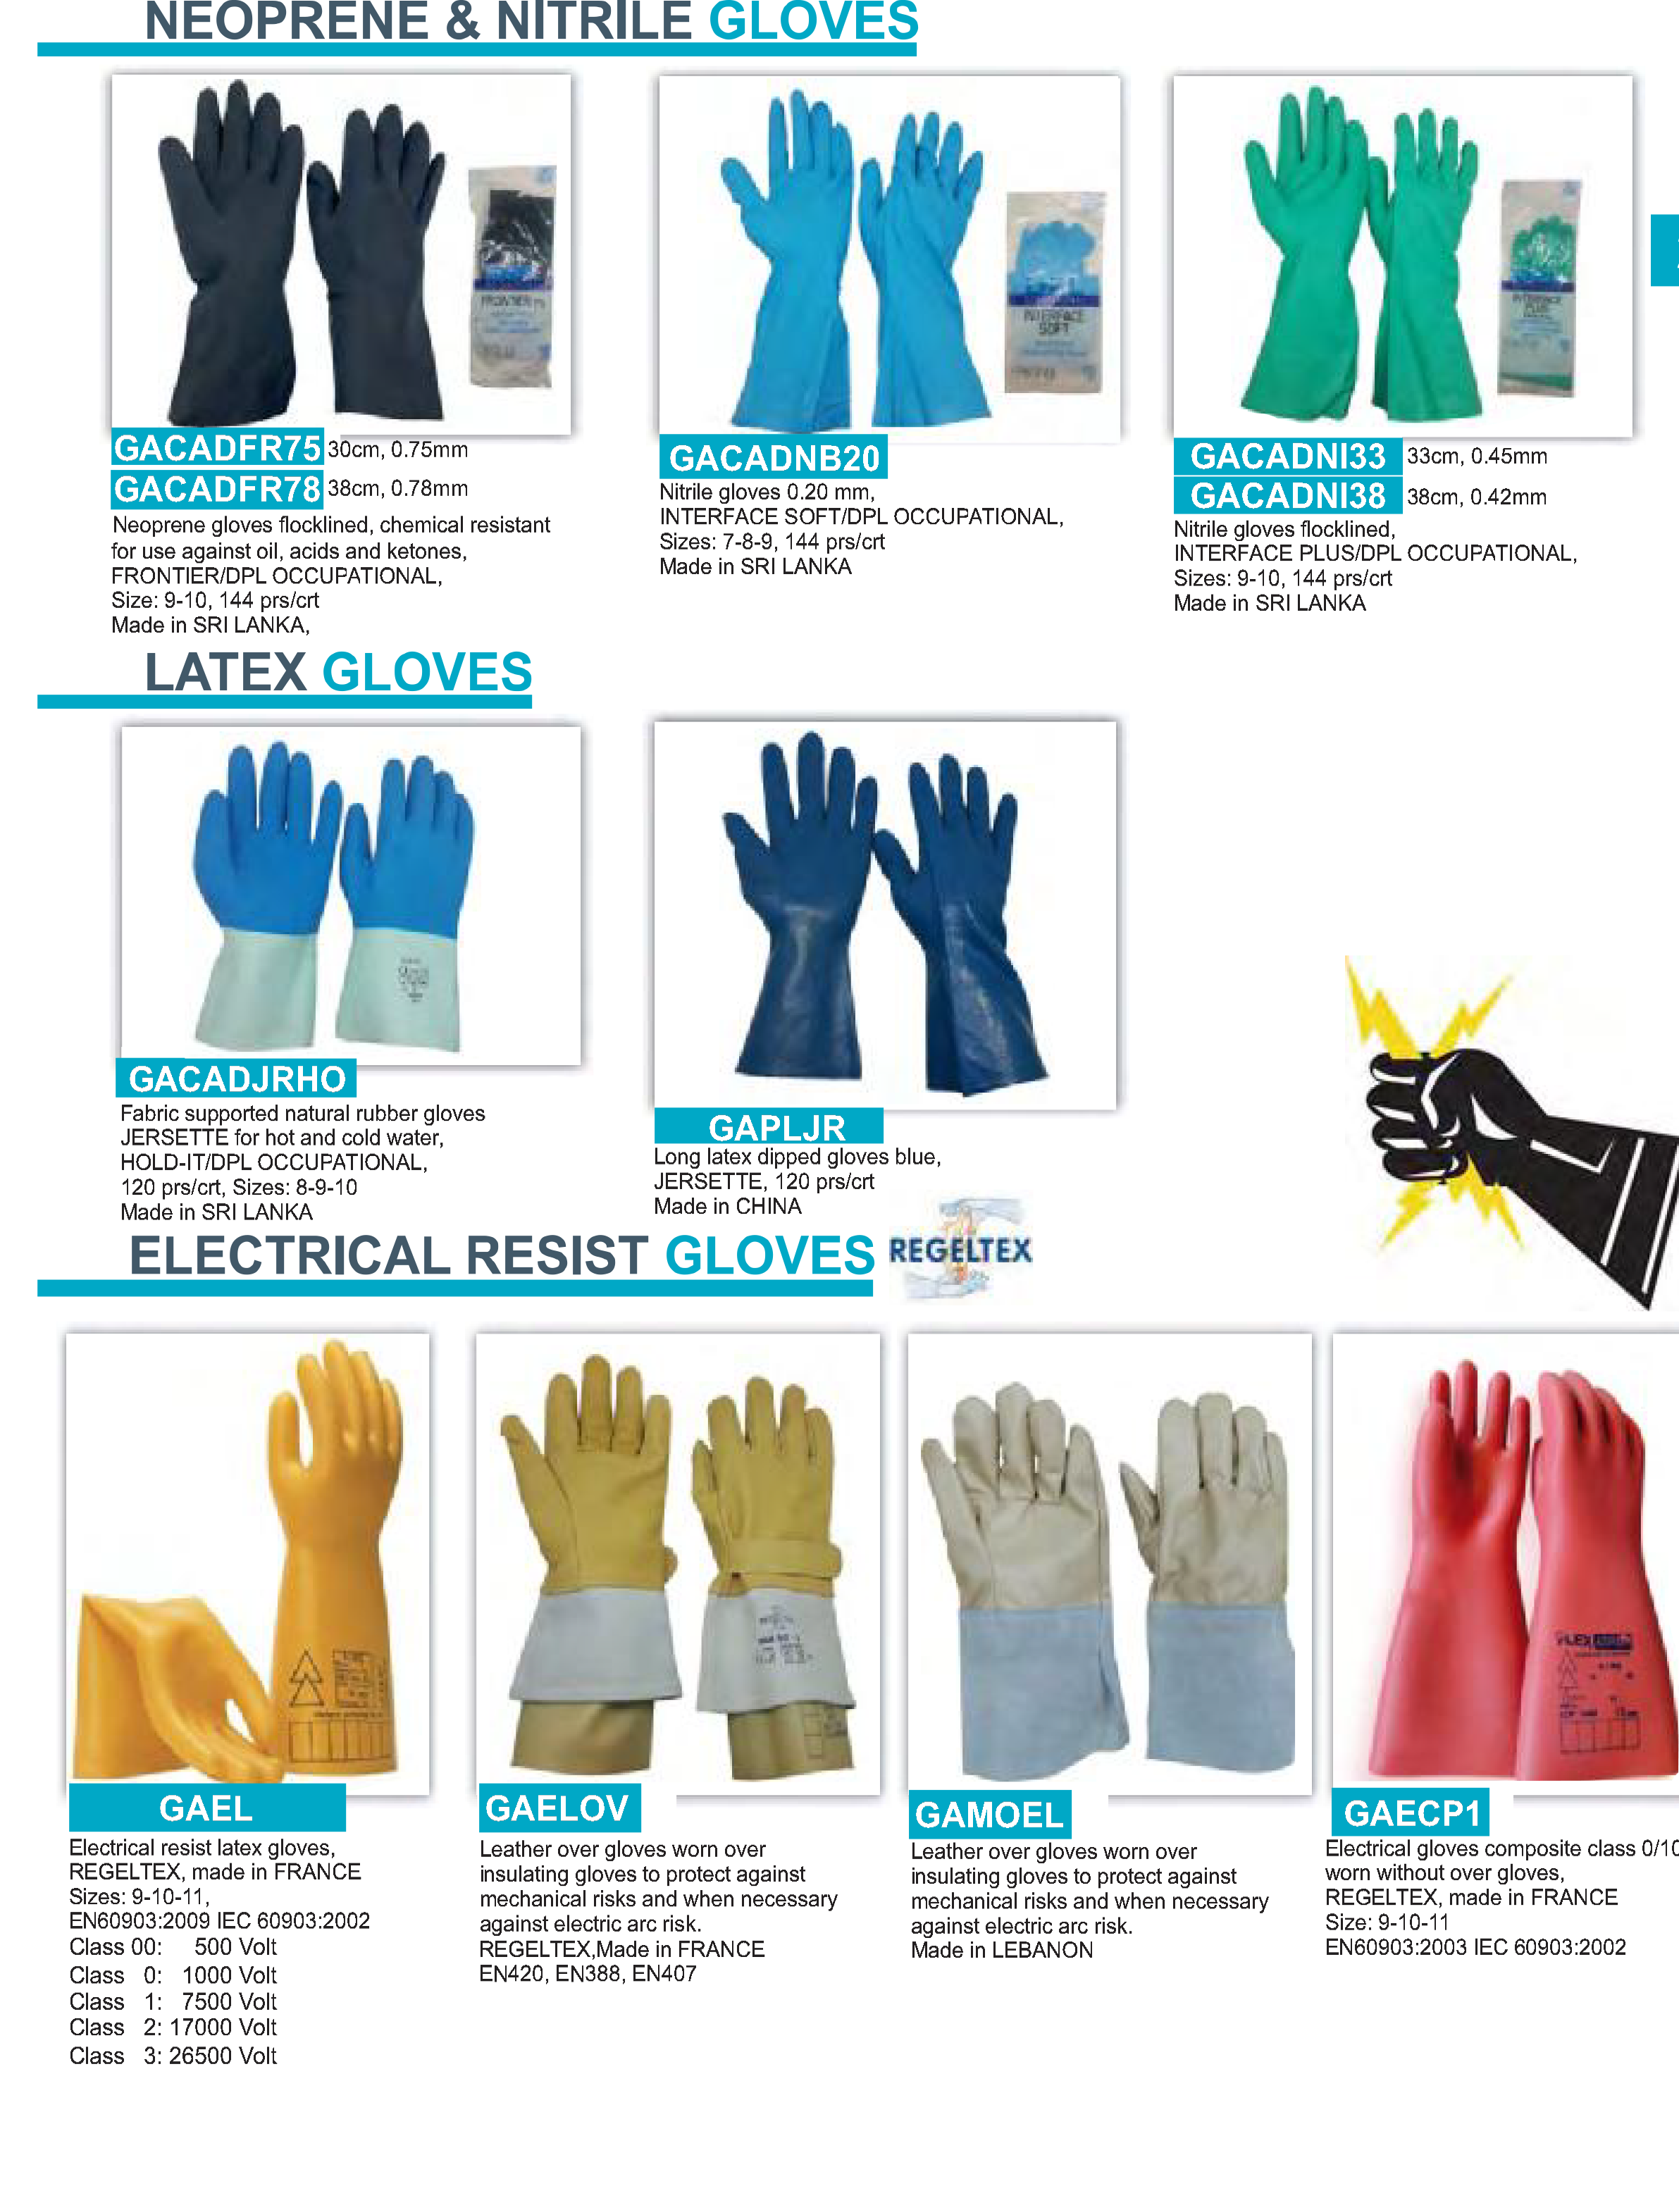 NEOPRENE & NITRILE GLOVES
FRONTIER
INTERFACE
SOFT
INTERFACE
PLUS
GACADFR75 30cm, 0.75mm
GACADFR78 38cm, 0.78mm
Neoprene gloves flocklined, chemical resistant
for use against oil, acids and ketones,
FRONTIER/DPL OCCUPATIONAL,
Size: 9-10, 144 prs/crt
Made in SRI LANKA,
GACADNB20
Nitrile gloves 0.20 mm,
INTERFACE SOFT/DPL OCCUPATIONAL,
Sizes: 7-8-9, 144 prs/crt
Made in SRI LANKA
GACADNI33 33cm, 0.45mm
GACADNI38 38cm, 0.42mm
Nitrile gloves flocklined,
INTERFACE PLUS/DPL OCCUPATIONAL,
Sizes: 9-10, 144 prs/crt
Made in SRI LANKA
LATEX GLOVES
GACADJRHO
Fabric supported natural rubber gloves
JERSETTE for hot and cold water,
HOLD-IT/DPL OCCUPATIONAL,
120 prs/crt, Sizes: 8-9-10
Made in SRI LANKA
GAPLJR
Long latex dipped gloves blue,
JERSETTE, 120 prs/crt
Made in CHINA
ELECTRICAL RESIST GLOVES REGELTEX
GAEL
Electrical resist latex gloves,
REGELTEX, made in FRANCE
Sizes: 9-10-11,
EN60903:2009 IEC 60903:2002
Class 00: 500 Volt
Class 0: 1000 Volt
Class 1: 7500 Volt
Class 2: 17000 Volt
Class 3: 26500 Volt
GAELOV
Leather over gloves worn over
insulating gloves to protect against
mechanical risks and when necessary
against electric arc risk.
REGELTEX,Made in FRANCE
EN420, EN388, EN407
GAMOEL
Leather over gloves worn over
insulating gloves to protect against
mechanical risks and when necessary
against electric arc risk.
Made in LEBANON
GAECP1
Electrical gloves composite class 0/10
worn without over gloves,
REGELTEX, made in FRANCE
Size: 9-10-11
EN60903:2003 IEC 60903:2002